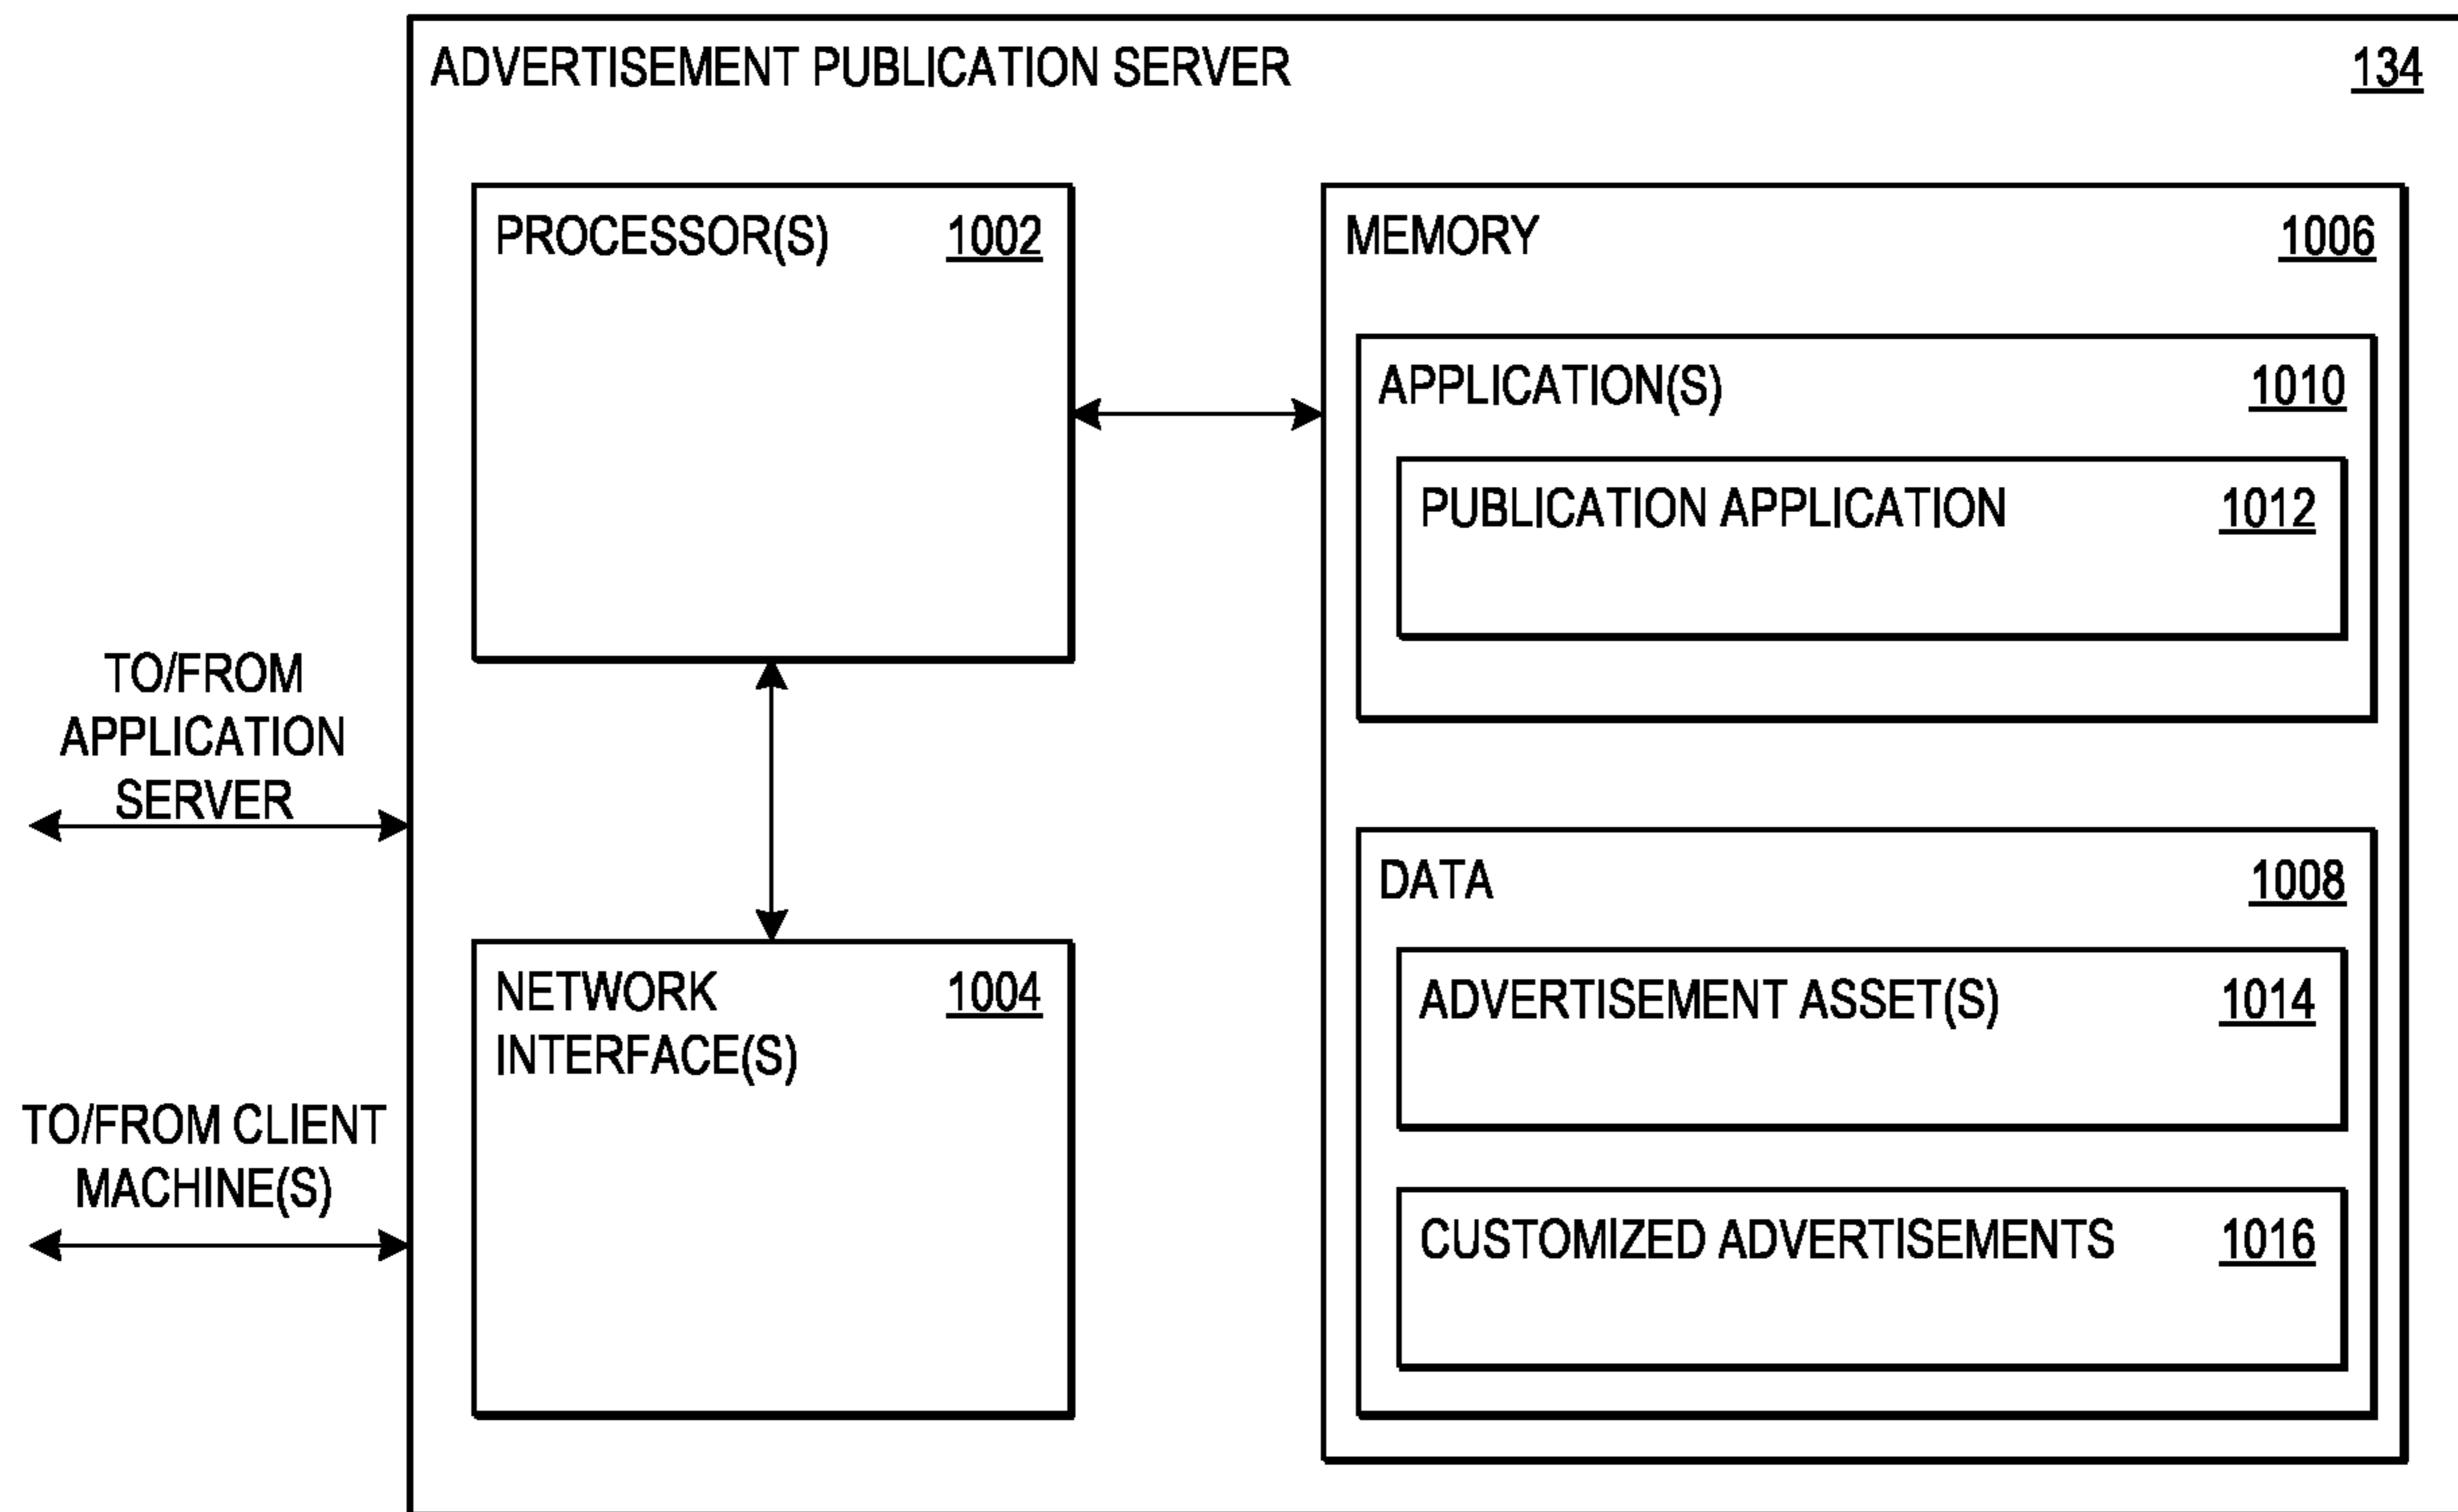 ADVERTISEMENT PUBLICATION SERVER 134
PROCESSOR(S) 1002
MEMORY 1006
APPLICATION(S) 1010
PUBLICATION APPLICATION 1012
TO/FROM
APPLICATION
SERVER
DATA 1008
NETWORK 1004
INTERFACE(S)
ADVERTISEMENT ASSET(S) 1014
TO/FROM CLIENT
MACHINE(S)
CUSTOMIZED ADVERTISEMENTS 1016